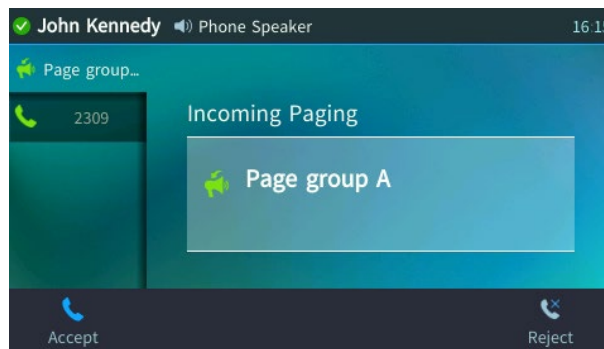 John Kennedy Phone Speaker
Page group...
2309
Incoming Paging
Page group A
Accept Reject